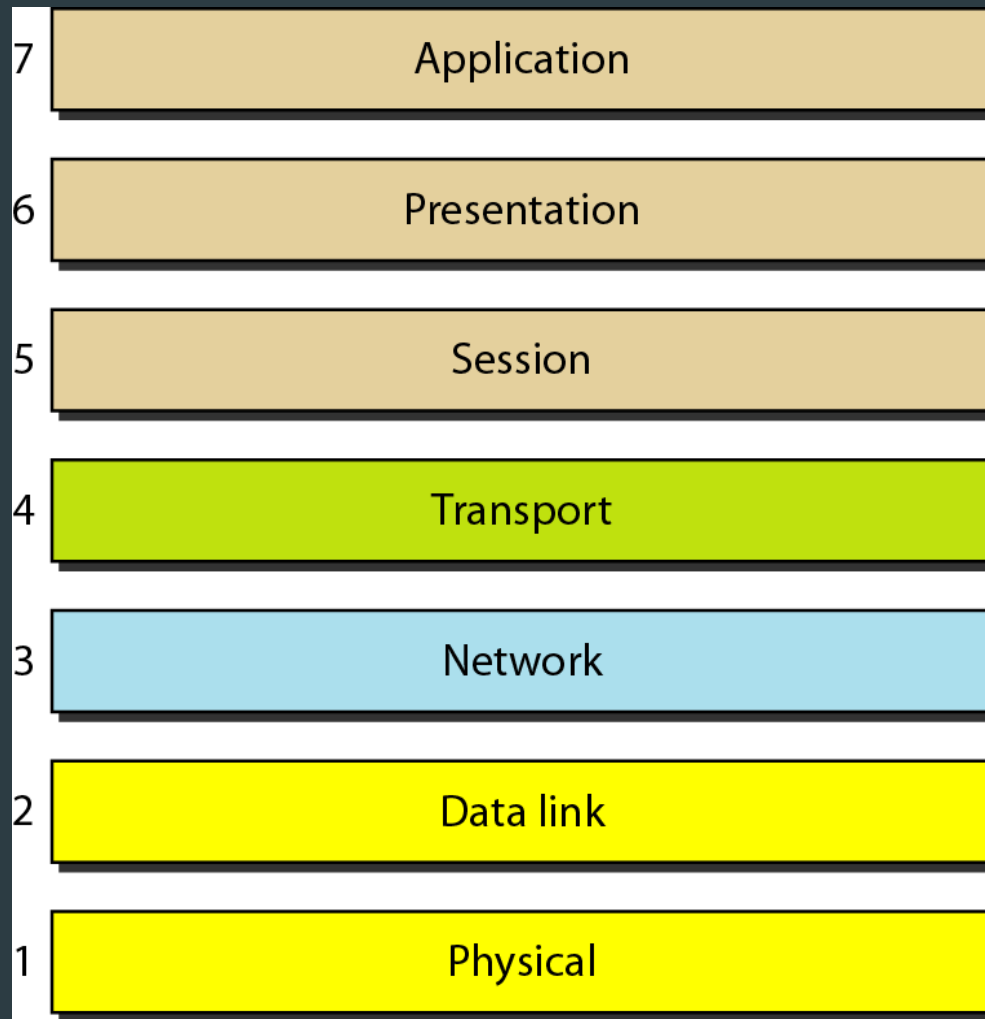 7 Application
6 Presentation
5 Session
4 Transport
3 Network
2 Data link
1 Physical